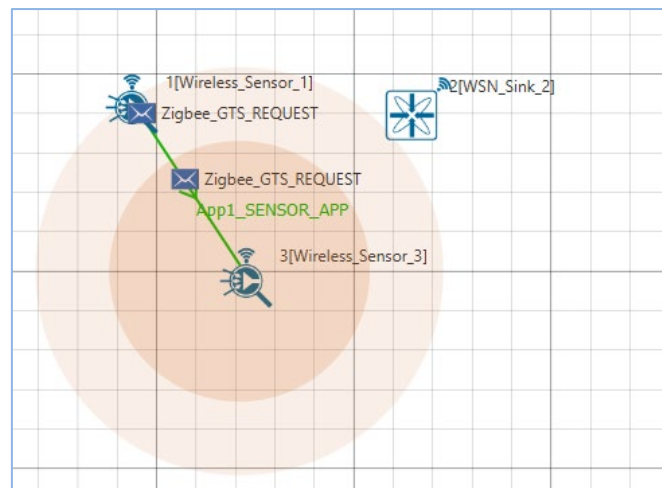 1[Wireless_Sensor_1]
2[WSN_Sink_2]
Zigbee_GTS_REQUEST
Zigbee_GTS_REQUEST
App1_SENSOR_APP
3[Wireless_Sensor_3]